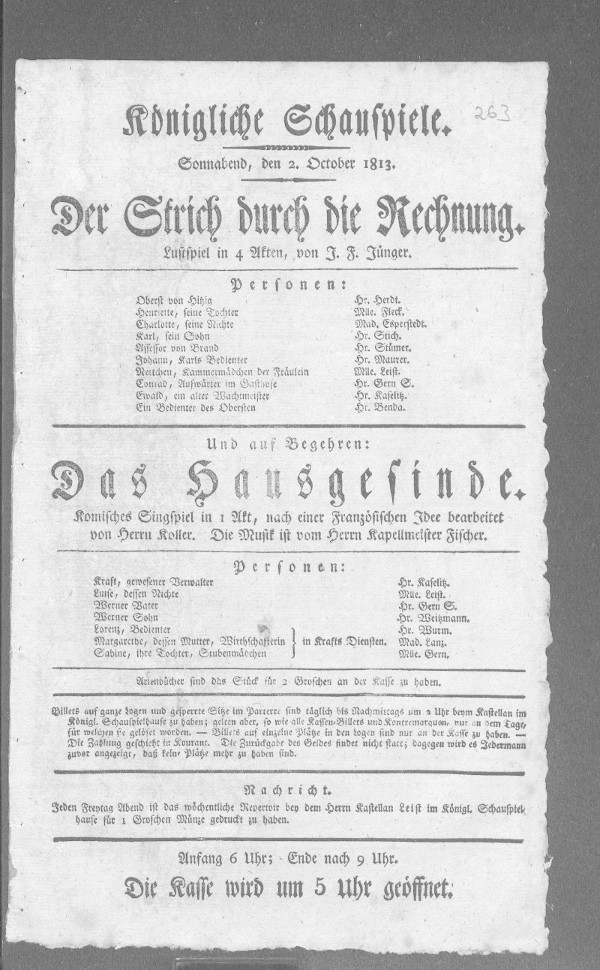 Königliche Schauspiele.
263
Sonnabend, den 2. October 1813.
Der Strich durch die Rechnung.
Lustspiel in 4 Akten, von J. F. Jünger.
Personen:
Oberst von Hitzig Hr. Herdt.
Henriette, seine Tochter Mlle. Fleck.
Charlotte, seine Nichte Mad. Esperstedt.
Karl, sein Sohn Hr. Stich.
Assessor von Brand Hr. Stümer.
Johann, Karls Bedienter Hr. Maurer.
Nettchen, Kammermädchen der Fräulein Mlle. Leist.
Conrad, Aufwärter im Gasthofe Hr. Gern S.
Ewald, ein alter Wachtmeister Hr. Kaselitz.
Ein Bedienter des Obersten Hr. Benda.
Und auf Begehren:
Das Hausgesinde.
Komisches Singspiel in 1 Akt, nach einer Französischen Idee bearbeitet
von Herrn Koller. Die Musik ist vom Herrn Kapellmeister Fischer.
Personen:
Kraft, gewesener Verwalter Hr. Kaselitz.
Luise, dessen Nichte Mlle. Leist.
Werner Vater Hr. Gern S.
Werner Sohn Hr. Weitzmann.
Lorenz, Bedienter Hr. Wurm.
Margarethe, dessen Mutter, Wirthschafterin } in Krafts Diensten. Mad. Lanz.
Sabine, ihre Tochter, Stubenmädchen Mlle. Gern.
Arienbücher sind das Stück für 2 Groschen an der Kasse zu haben.
Billets auf ganze Logen und gesperrte Sitze im Parterre sind täglich bis Nachmittags um 2 Uhr beym Kastellan im
Königl. Schauspielhause zu haben; gelten aber, so wie alle Kassen-Billets und Kontremarquen, nur an dem Tage,
für welchen sie gelöset worden. — Billets auf einzelne Plätze in den Logen sind nur an der Kasse zu haben. —
Die Zahlung geschieht in Kourant. Die Zurückgabe des Geldes findet nicht statt; dagegen wird es Jedermann
zuvor angezeigt, daß keine Plätze mehr zu haben sind.
Nachricht.
Jeden Freytag Abend ist das wöchentliche Repertoir bey dem Herrn Kastellan Leist im Königl. Schauspiel-
hause für 1 Groschen Münze gedruckt zu haben.
Anfang 6 Uhr; Ende nach 9 Uhr.
Die Kasse wird um 5 Uhr geöffnet.